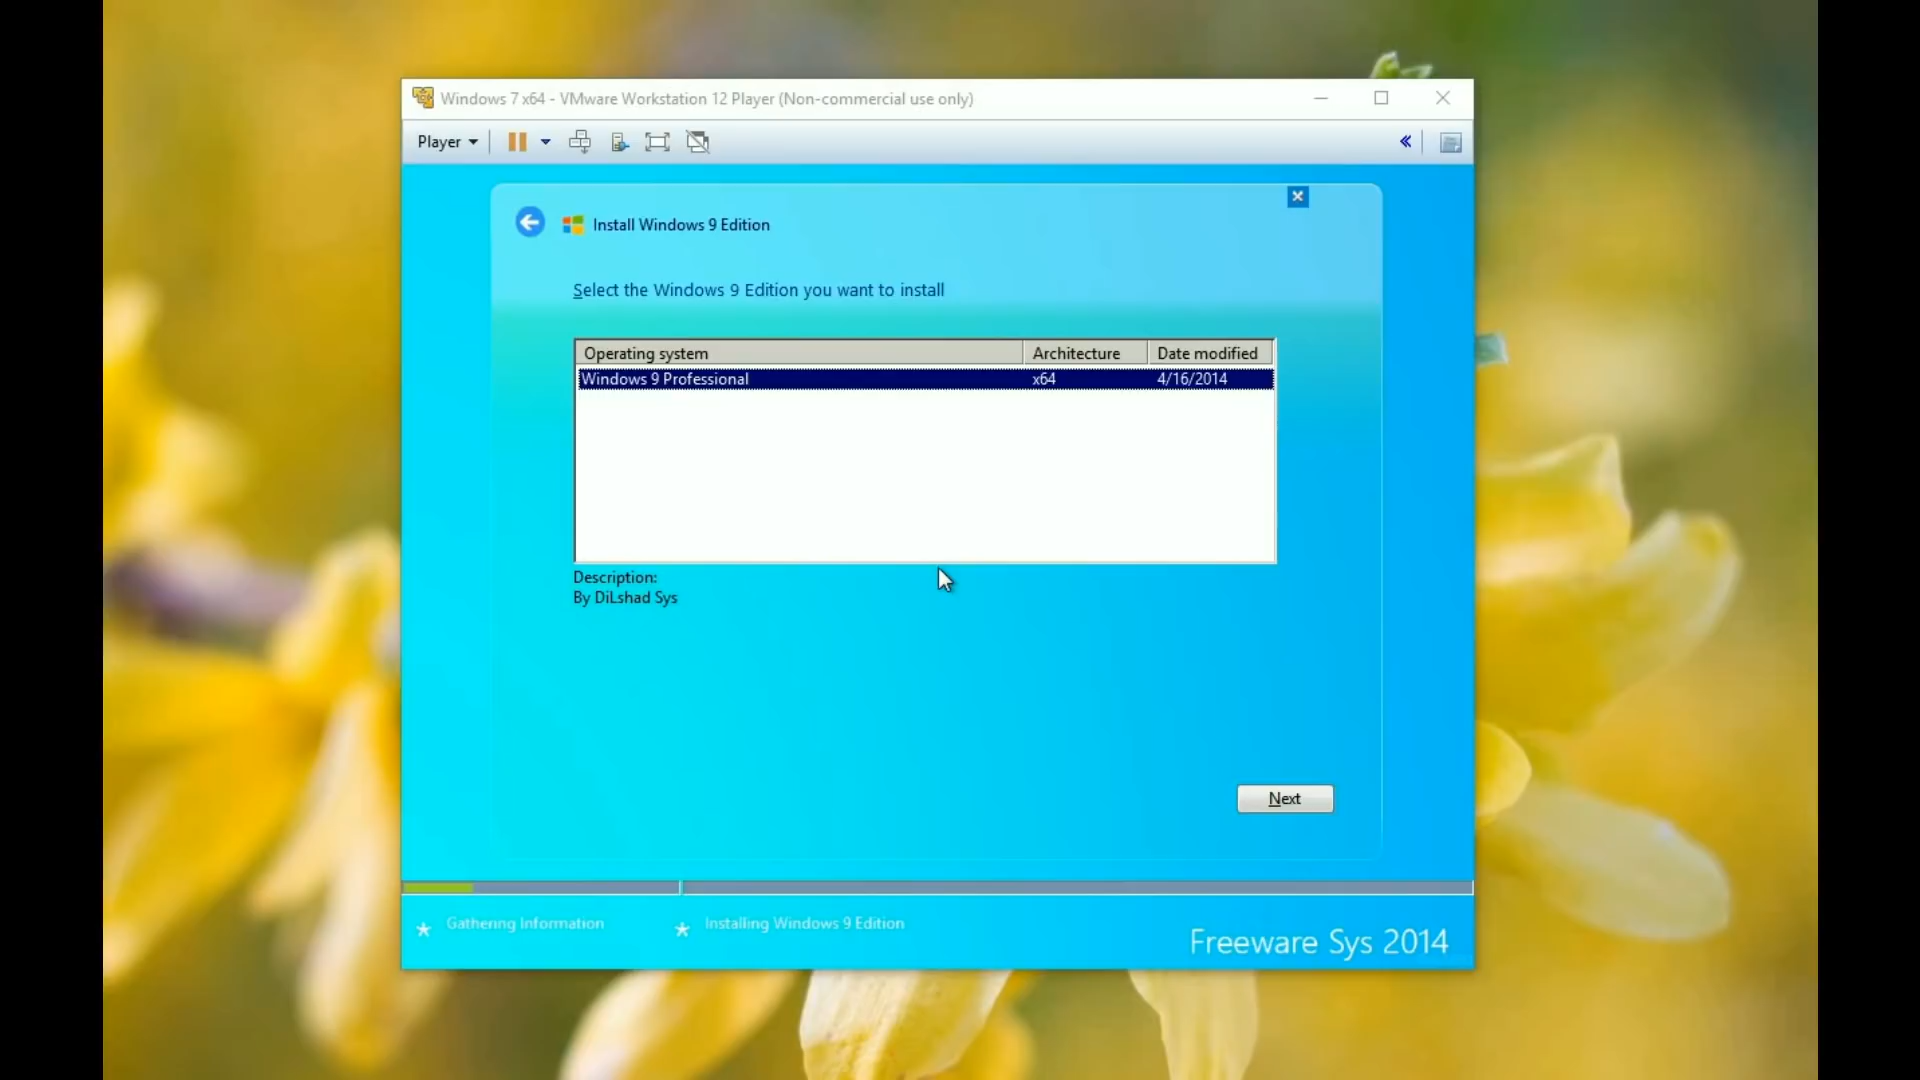 Windows 7 x64 - VMware Workstation 12 Player (Non-commercial use only)
Player
Install Windows 9 Edition
Select the Windows 9 Edition you want to install
Operating system Architecture Date modified
Windows 9 Professional x64 4/16/2014
Description:
By DiLshad Sys
Next
Gathering Information Installing Windows 9 Edition
Freeware Sys 2014